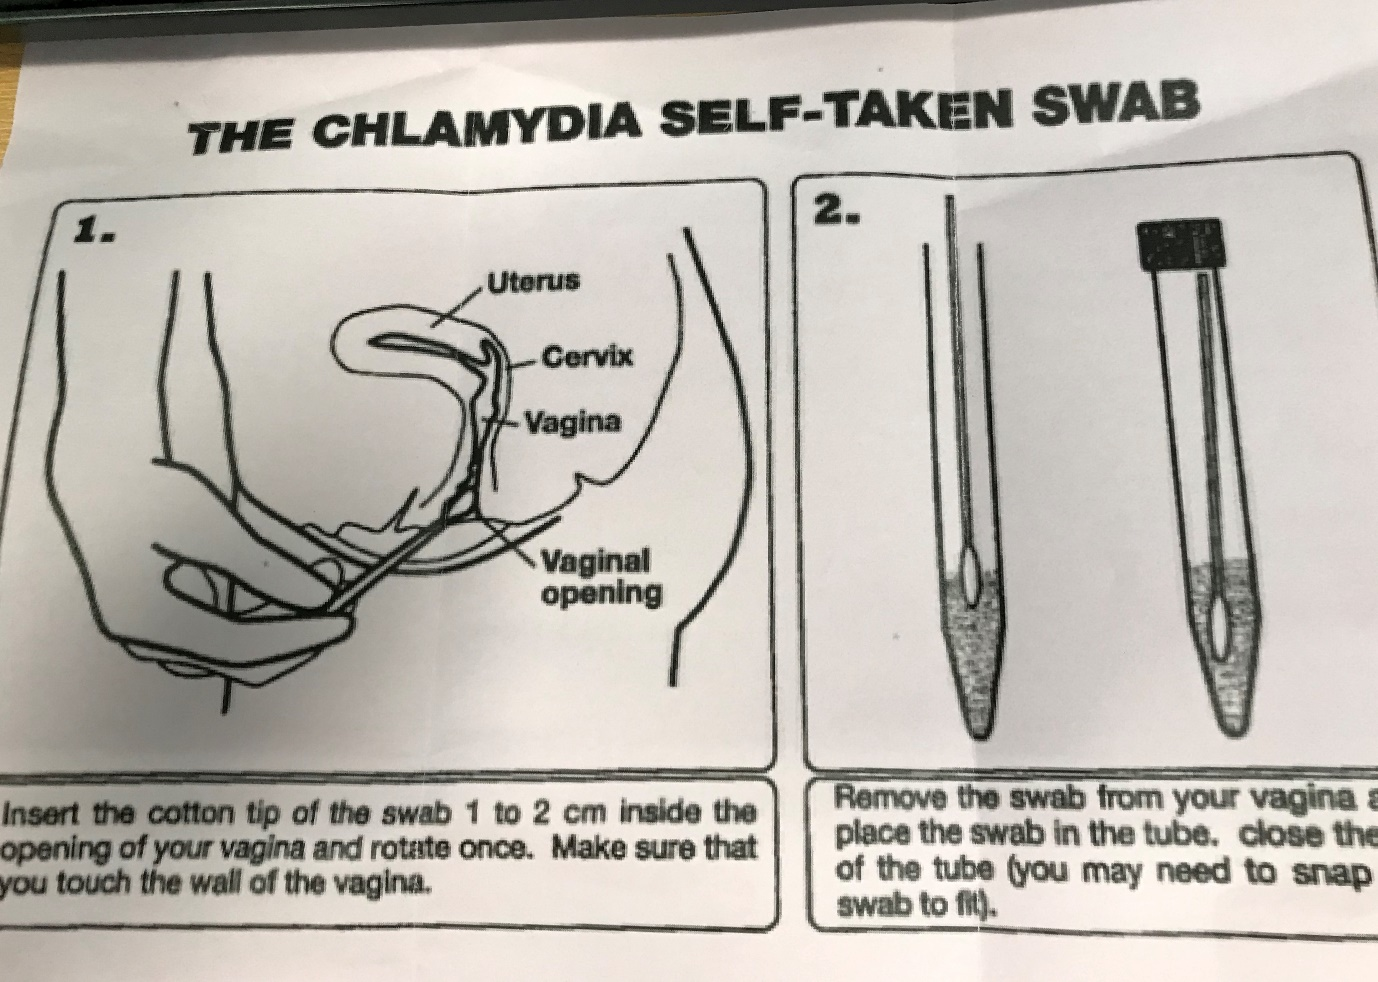 THE CHLAMYDIA SELF-TAKEN SWAB
1.
Uterus
Cervix
Vagina
Vaginal
opening
Insert the cotton tip of the swab 1 to 2 cm inside the
opening of your vagina and rotate once. Make sure that
you touch the wall of the vagina.
2.
Remove the swab from your vagina
place the swab in the tube. close the
of the tube (you may need to snap
swab to fit).